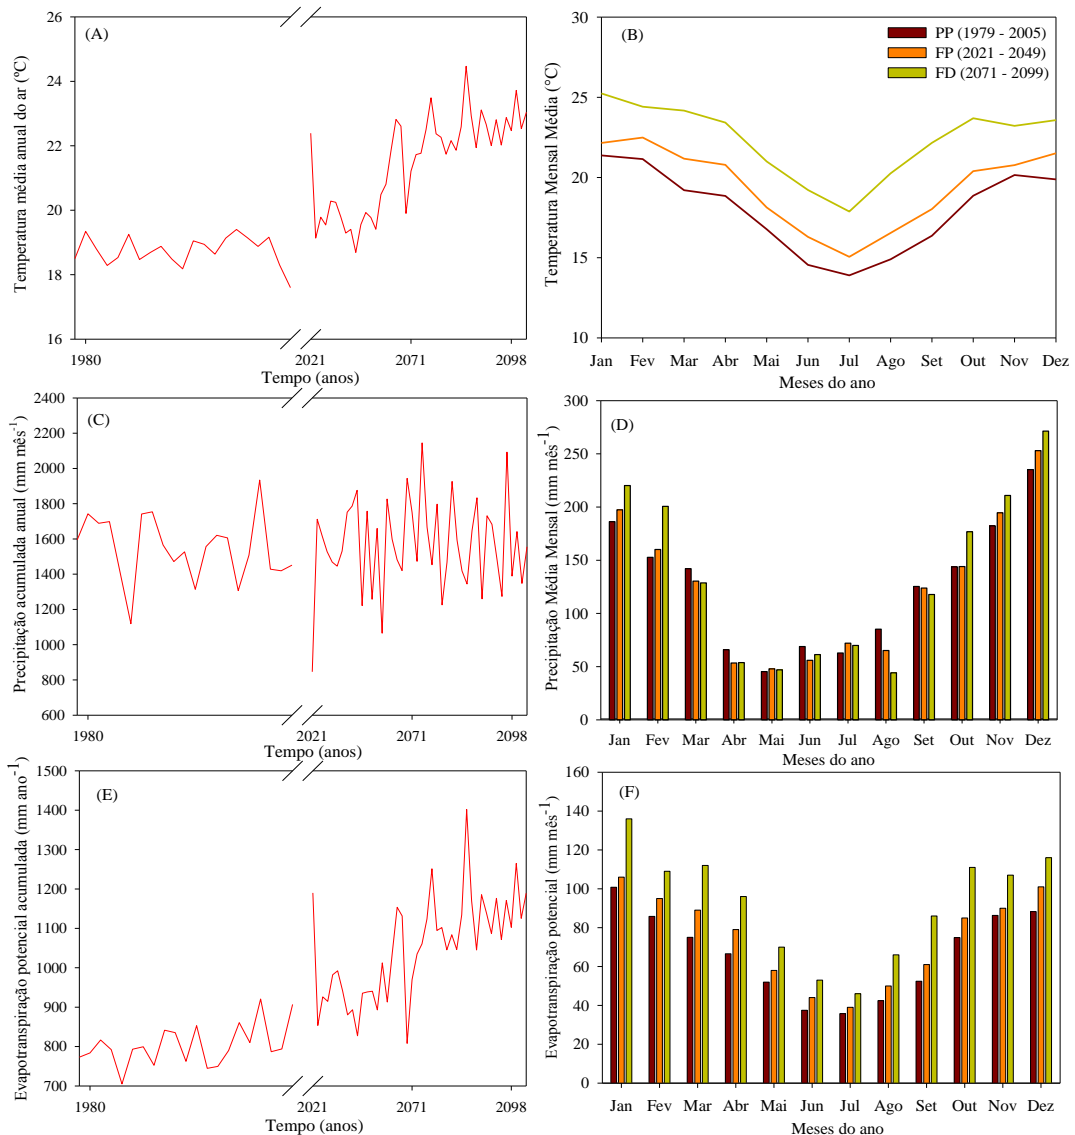 (A)
Temperatura média anual do ar (ºC)
26
24
22
20
18
16
1980
2021
2071
2098
Tempo (anos)
(B)
PP (1979 - 2005)
FP (2021 - 2049)
FD (2071 - 2099)
Temperatura Mensal Média (°C)
30
25
20
15
10
Jan Fev Mar Abr Mai Jun Jul Ago Set Out Nov Dez
Meses do ano
(C)
Precipitação acumulada anual (mm mês-1)
2400
2200
2000
1800
1600
1400
1200
1000
800
600
1980
2021
2071
2098
Tempo (anos)
(D)
Precipitação Média Mensal (mm mês-1)
300
250
200
150
100
50
0
Jan Fev Mar Abr Mai Jun Jul Ago Set Out Nov Dez
Meses do ano
(E)
Evapotranspiração potencial acumulada (mm ano-1)
1500
1400
1300
1200
1100
1000
900
800
700
1980
2021
2071
2098
Tempo (anos)
(F)
Evapotranspiração potencial (mm mês-1)
160
140
120
100
80
60
40
20
0
Jan Fev Mar Abr Mai Jun Jul Ago Set Out Nov Dez
Meses do ano